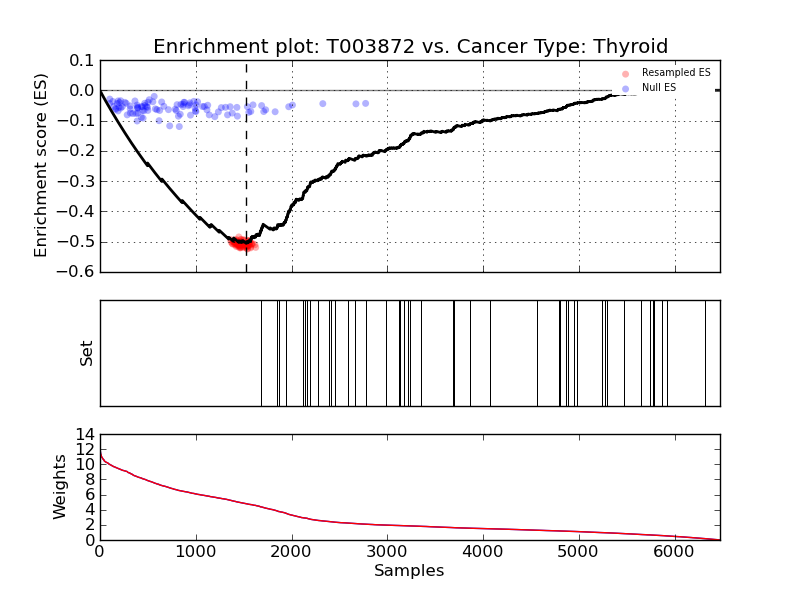 Enrichment plot: T003872 vs. Cancer Type: Thyroid
Enrichment score (ES)
0.1
0.0
−0.1
−0.2
−0.3
−0.4
−0.5
−0.6
Resampled ES
Null ES
Set
Weights
14
12
10
8
6
4
2
0
0 1000 2000 3000 4000 5000 6000
Samples